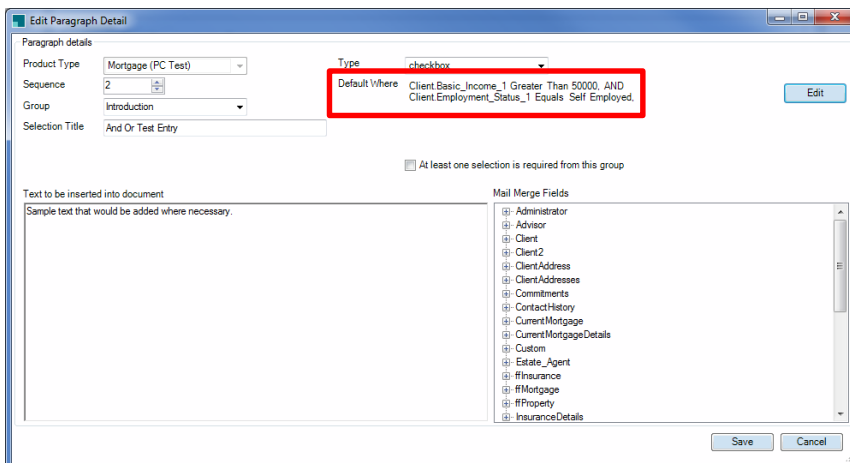 Edit Paragraph Detail
Paragraph details
Product Type Mortgage (PC Test) Type checkbox
Sequence 2 Default Where Client.Basic_Income_1 Greater Than 50000, AND
Client.Employment_Status_1 Equals Self Employed, Edit
Group Introduction
Selection Title And Or Test Entry
At least one selection is required from this group
Text to be inserted into document Mail Merge Fields
Sample text that would be added where necessary.
Administrator
Advisor
Client
Client2
ClientAddress
ClientAddresses
Commitments
ContactHistory
CurrentMortgage
CurrentMortgageDetails
Custom
Estate_Agent
ffInsurance
ffMortgage
ffProperty
InsuranceDetails
Save Cancel